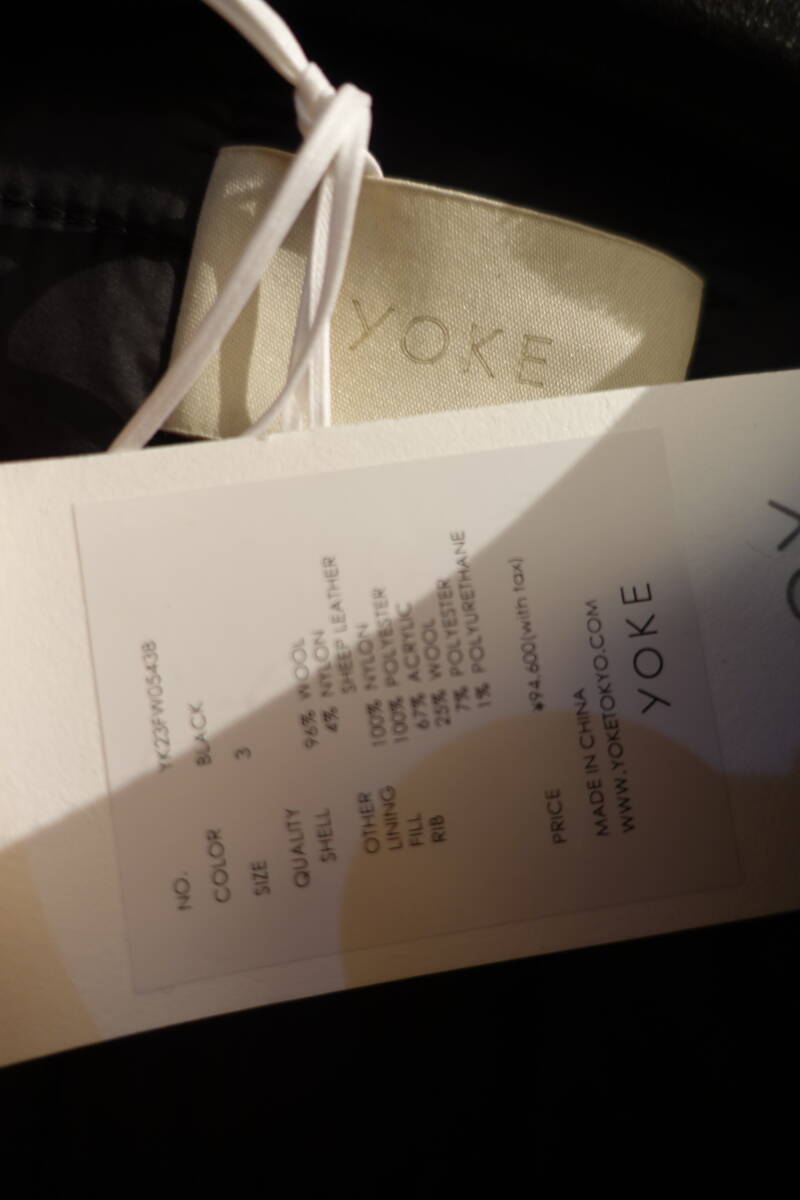 YOKE
NO. YK23FW0543B
COLOR BLACK
SIZE 3
QUALITY
SHELL 96% WOOL
4% NYLON
OTHER SHEEP LEATHER
LINING 100% NYLON
FILL 100% POLYESTER
RIB 67% ACRYLIC
25% WOOL
7% POLYESTER
1% POLYURETHANE
PRICE ¥94,600(with tax)
MADE IN CHINA
WWW.YOKETOKYO.COM
YOKE